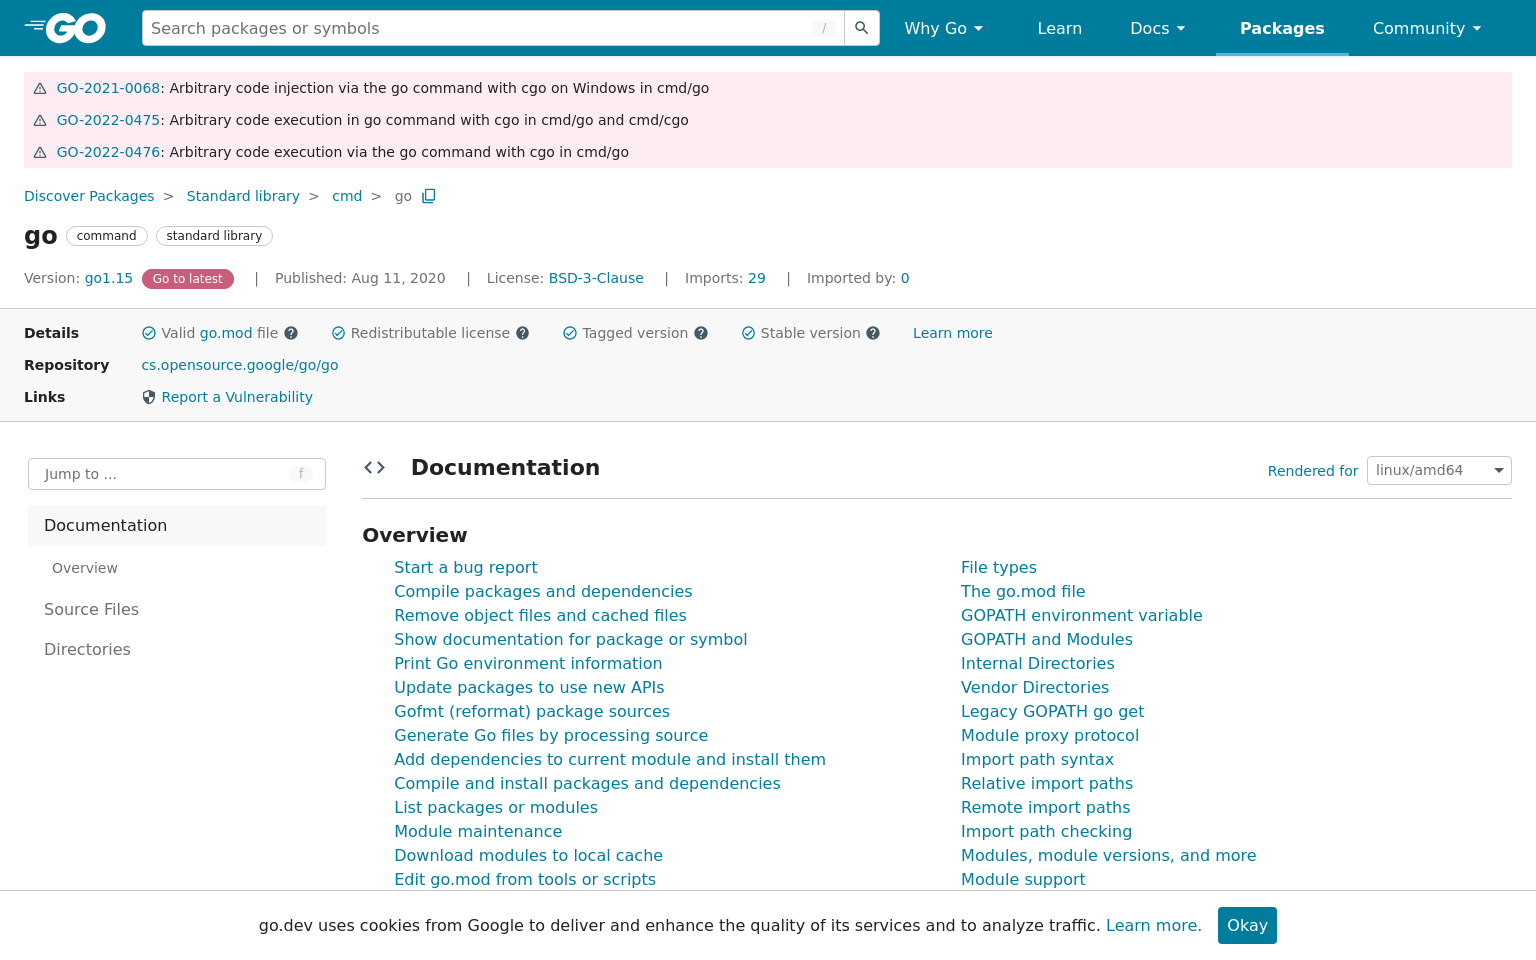 GO
Search packages or symbols
/
Why Go
Learn
Docs
Packages
Community
GO-2021-0068: Arbitrary code injection via the go command with cgo on Windows in cmd/go
GO-2022-0475: Arbitrary code execution in go command with cgo in cmd/go and cmd/cgo
GO-2022-0476: Arbitrary code execution via the go command with cgo in cmd/go
Discover Packages > Standard library > cmd > go
go command standard library
Version: go1.15 Go to latest | Published: Aug 11, 2020 | License: BSD-3-Clause | Imports: 29 | Imported by: 0
Details Valid go.mod file Redistributable license Tagged version Stable version Learn more
Repository cs.opensource.google/go/go
Links Report a Vulnerability
Jump to ...
f
Documentation
Overview
Source Files
Directories
Documentation
Rendered for linux/amd64
Overview
Start a bug report
Compile packages and dependencies
Remove object files and cached files
Show documentation for package or symbol
Print Go environment information
Update packages to use new APIs
Gofmt (reformat) package sources
Generate Go files by processing source
Add dependencies to current module and install them
Compile and install packages and dependencies
List packages or modules
Module maintenance
Download modules to local cache
Edit go.mod from tools or scripts
File types
The go.mod file
GOPATH environment variable
GOPATH and Modules
Internal Directories
Vendor Directories
Legacy GOPATH go get
Module proxy protocol
Import path syntax
Relative import paths
Remote import paths
Import path checking
Modules, module versions, and more
Module support
go.dev uses cookies from Google to deliver and enhance the quality of its services and to analyze traffic. Learn more.
Okay